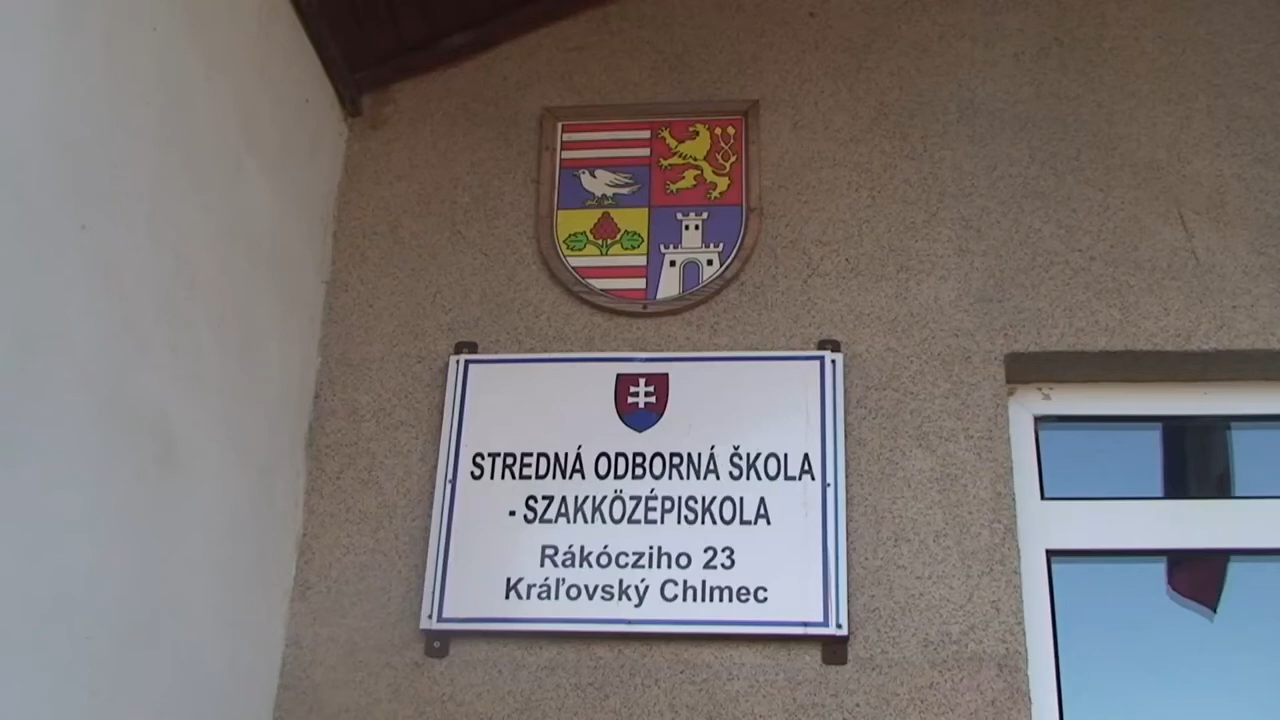 STREDNÁ ODBORNÁ ŠKOLA
- SZAKKÖZÉPISKOLA
Rákócziho 23
Kráľovský Chlmec